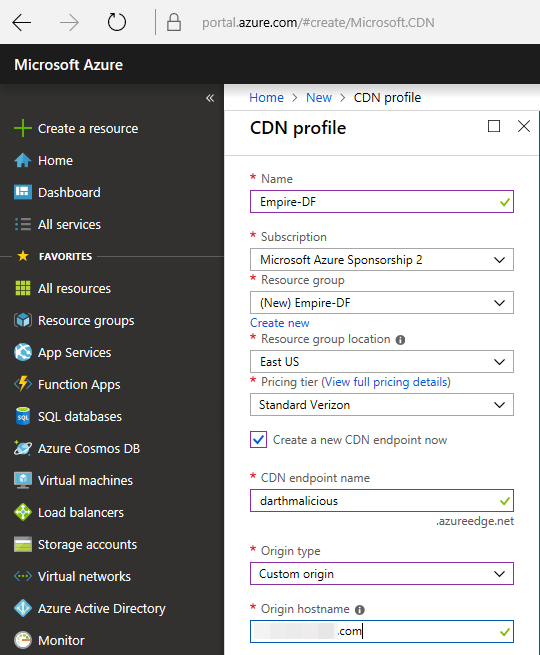 portal.azure.com/#create/Microsoft.CDN
Microsoft Azure
«
Create a resource
Home
Dashboard
All services
FAVORITES
All resources
Resource groups
App Services
Function Apps
SQL databases
Azure Cosmos DB
Virtual machines
Load balancers
Storage accounts
Virtual networks
Azure Active Directory
Monitor
Home > New > CDN profile
CDN profile
* Name
Empire-DF
* Subscription
Microsoft Azure Sponsorship 2
* Resource group
(New) Empire-DF
Create new
* Resource group location
East US
* Pricing tier (View full pricing details)
Standard Verizon
Create a new CDN endpoint now
* CDN endpoint name
darthmalicious
.azureedge.net
* Origin type
Custom origin
* Origin hostname
.com